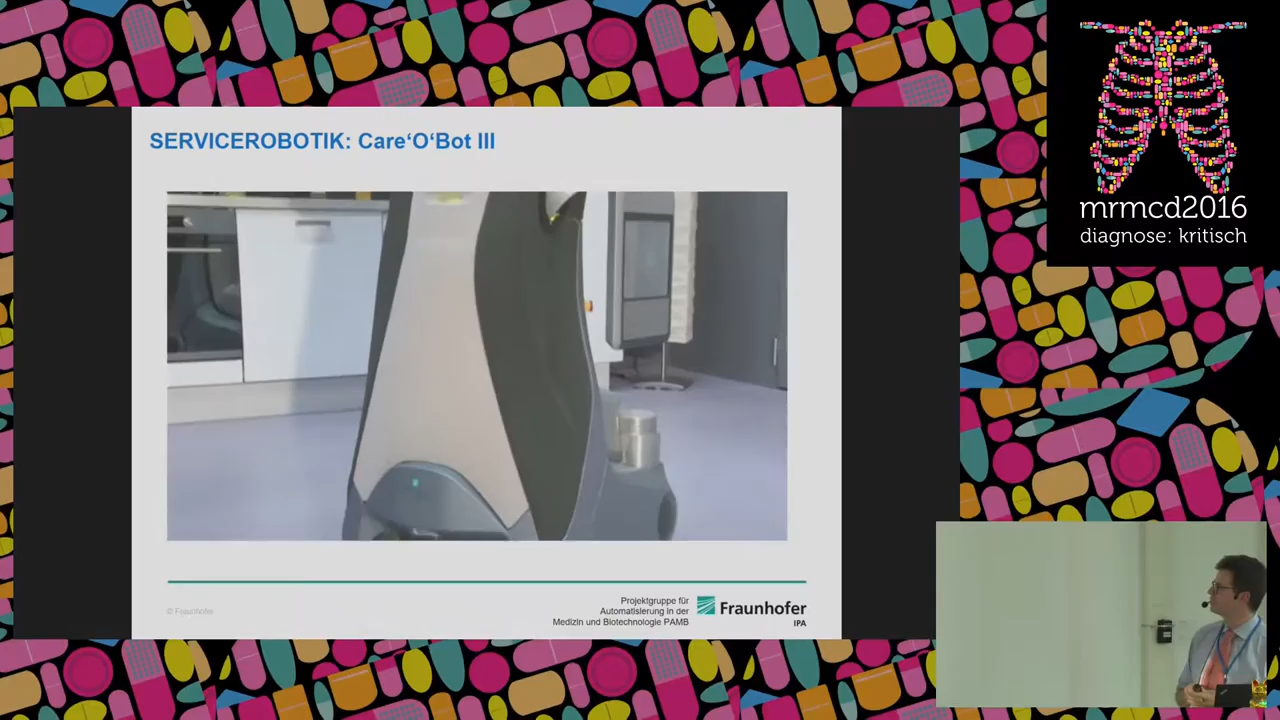 SERVICEROBOTIK: Care‘O‘Bot III
mrmcd2016
diagnose: kritisch
© Fraunhofer
Projektgruppe für
Automatisierung in der
Medizin und Biotechnologie PAMB
Fraunhofer
IPA